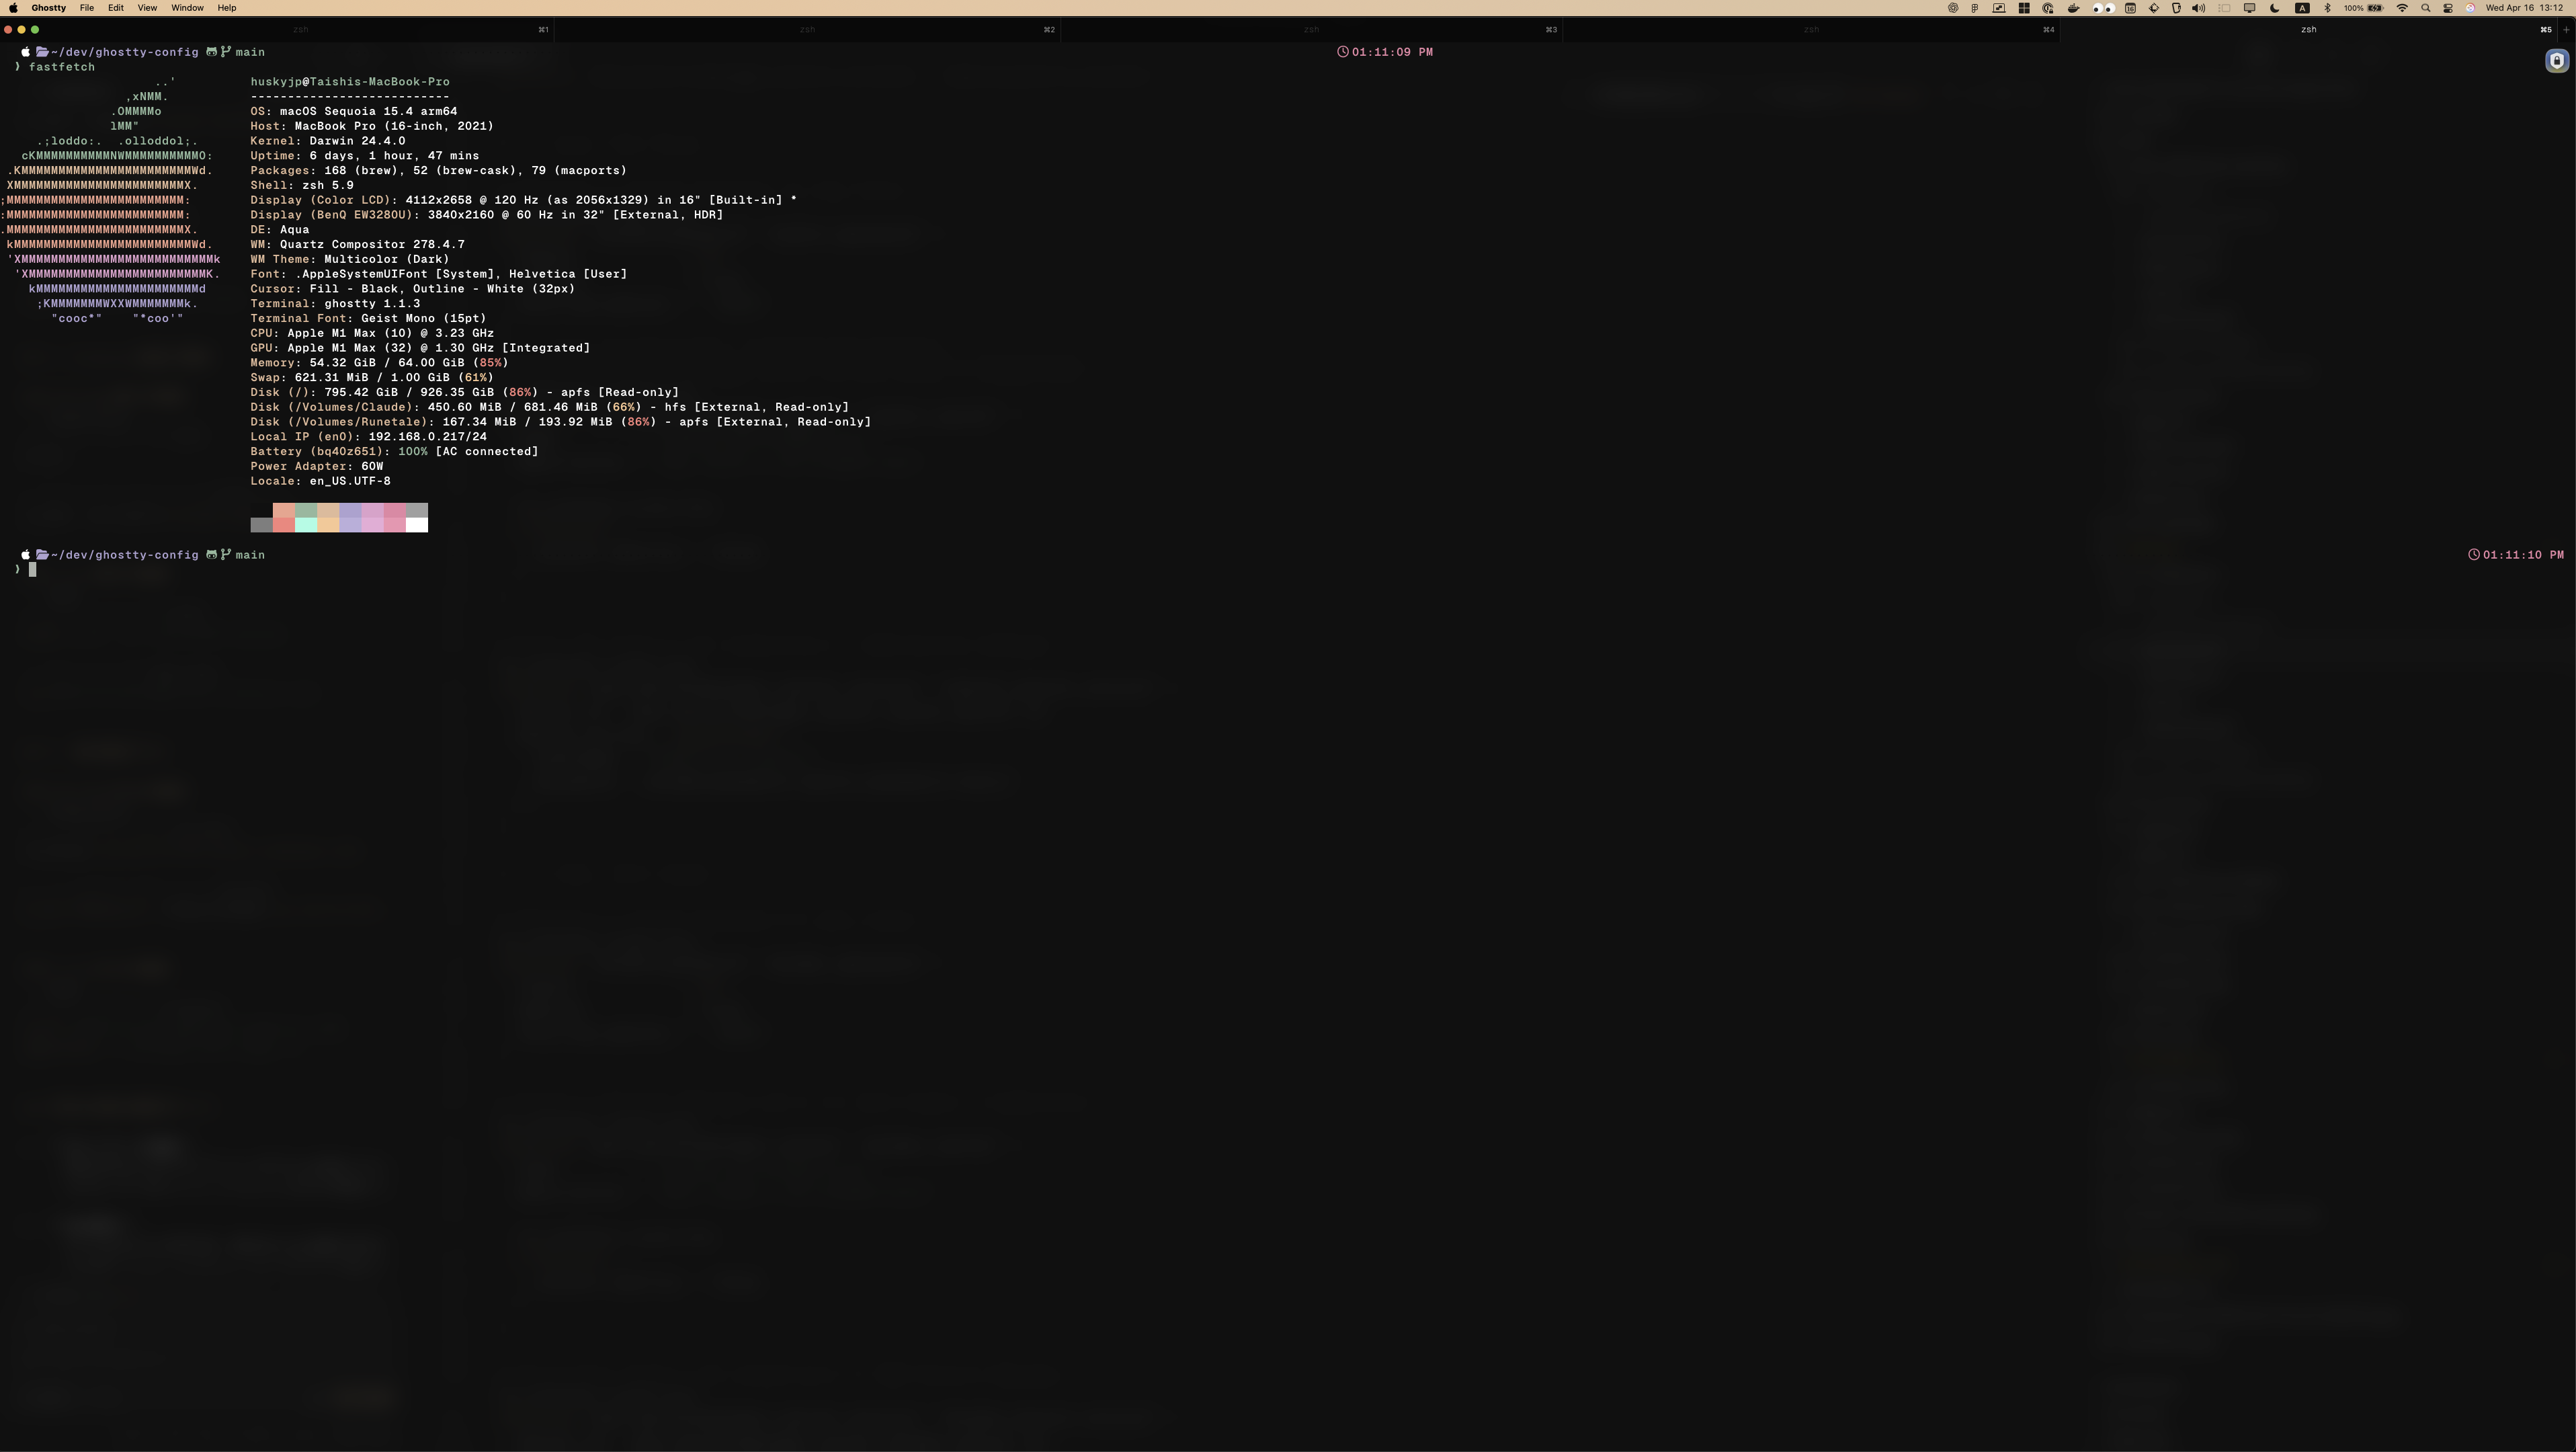 Ghostty File Edit View Window Help 16 A 100% Wed Apr 16 13:12
zsh ⌘1 zsh ⌘2 zsh ⌘3 zsh ⌘4 zsh ⌘5 +
~/dev/ghostty-config main 01:11:09 PM
❯ fastfetch
..' huskyjp@Taishis-MacBook-Pro
,xNMM. ---------------------------
.OMMMMo OS: macOS Sequoia 15.4 arm64
lMM" Host: MacBook Pro (16-inch, 2021)
.;loddo:. .olloddol;. Kernel: Darwin 24.4.0
cKMMMMMMMMMMNWMMMMMMMMMM0: Uptime: 6 days, 1 hour, 47 mins
.KMMMMMMMMMMMMMMMMMMMMMMMWd. Packages: 168 (brew), 52 (brew-cask), 79 (macports)
XMMMMMMMMMMMMMMMMMMMMMMMX. Shell: zsh 5.9
;MMMMMMMMMMMMMMMMMMMMMMMM: Display (Color LCD): 4112x2658 @ 120 Hz (as 2056x1329) in 16" [Built-in] *
:MMMMMMMMMMMMMMMMMMMMMMMM: Display (BenQ EW3280U): 3840x2160 @ 60 Hz in 32" [External, HDR]
.MMMMMMMMMMMMMMMMMMMMMMMMX. DE: Aqua
kMMMMMMMMMMMMMMMMMMMMMMMMWd. WM: Quartz Compositor 278.4.7
'XMMMMMMMMMMMMMMMMMMMMMMMMMMk WM Theme: Multicolor (Dark)
'XMMMMMMMMMMMMMMMMMMMMMMMMK. Font: .AppleSystemUIFont [System], Helvetica [User]
kMMMMMMMMMMMMMMMMMMMMMMd Cursor: Fill - Black, Outline - White (32px)
;KMMMMMMMWXXWMMMMMMMk. Terminal: ghostty 1.1.3
"cooc*" "*coo'" Terminal Font: Geist Mono (15pt)
CPU: Apple M1 Max (10) @ 3.23 GHz
GPU: Apple M1 Max (32) @ 1.30 GHz [Integrated]
Memory: 54.32 GiB / 64.00 GiB (85%)
Swap: 621.31 MiB / 1.00 GiB (61%)
Disk (/): 795.42 GiB / 926.35 GiB (86%) - apfs [Read-only]
Disk (/Volumes/Claude): 450.60 MiB / 681.46 MiB (66%) - hfs [External, Read-only]
Disk (/Volumes/Runetale): 167.34 MiB / 193.92 MiB (86%) - apfs [External, Read-only]
Local IP (en0): 192.168.0.217/24
Battery (bq40z651): 100% [AC connected]
Power Adapter: 60W
Locale: en_US.UTF-8
~/dev/ghostty-config main 01:11:10 PM
❯